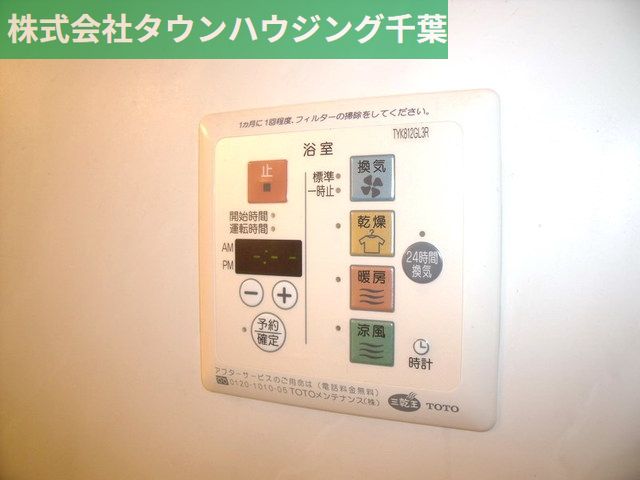 株式会社タウンハウジング千葉
1カ月に1回程度、フィルターの掃除をしてください。
TYK812GL3R
浴室
止
換気
標準
一時止
開始時間
運転時間
乾燥
AM
PM
24時間
換気
暖房
予約
確定
涼風
時計
アフターサービスのご用命は（電話料金無料）
0120-1010-05 TOTOメンテナンス(株)
三乾王 TOTO